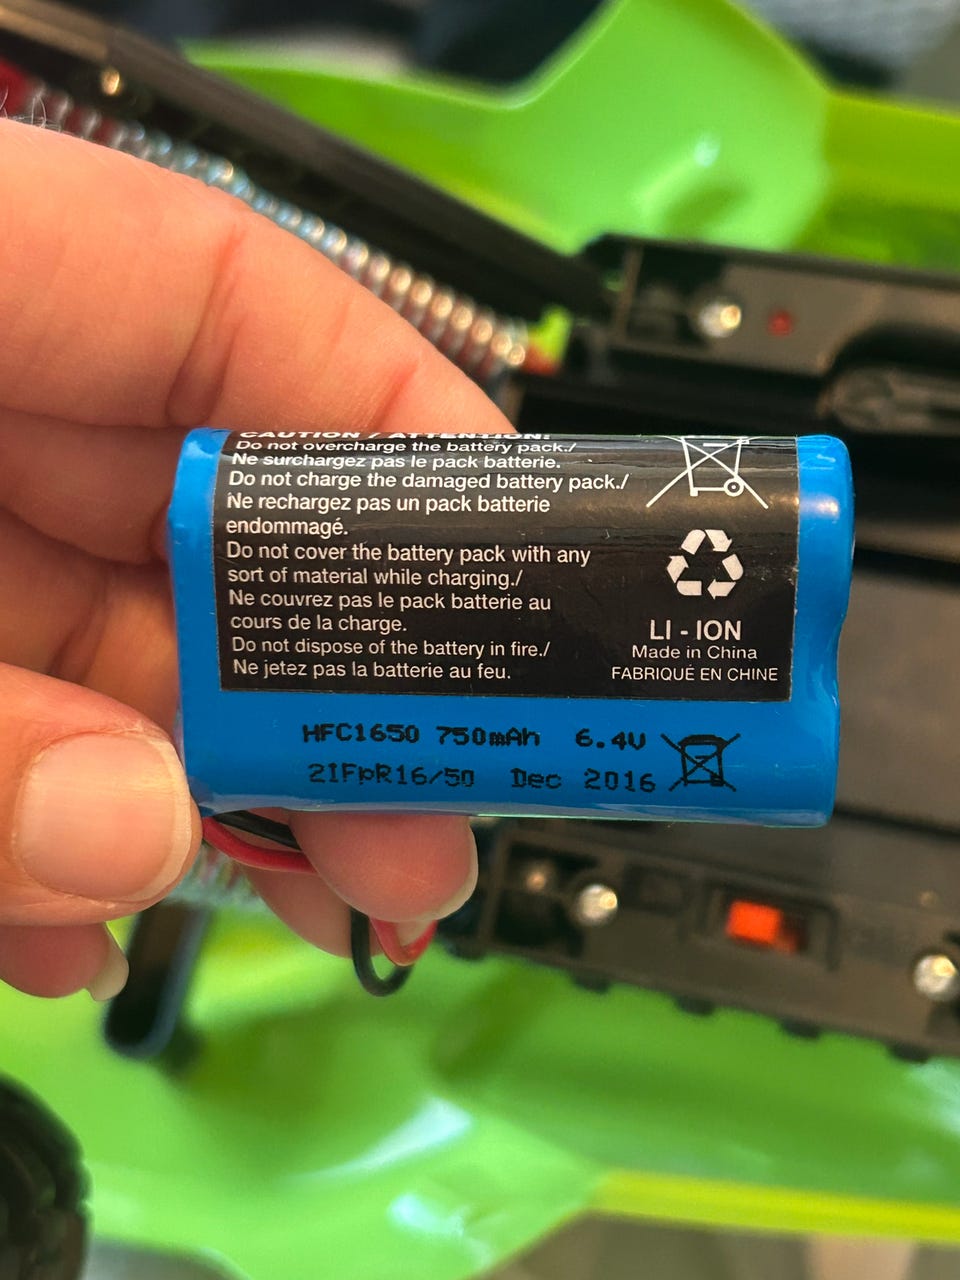 CAUTION / ATTENTION:
Do not overcharge the battery pack./
Ne surchargez pas le pack batterie.
Do not charge the damaged battery pack./
Ne rechargez pas un pack batterie
endommagé.
Do not cover the battery pack with any
sort of material while charging./
Ne couvrez pas le pack batterie au
cours de la charge.
Do not dispose of the battery in fire./
Ne jetez pas la batterie au feu.
LI - ION
Made in China
FABRIQUÉ EN CHINE
HFC1650 750mAh 6.4V
2IFpR16/50 Dec 2016